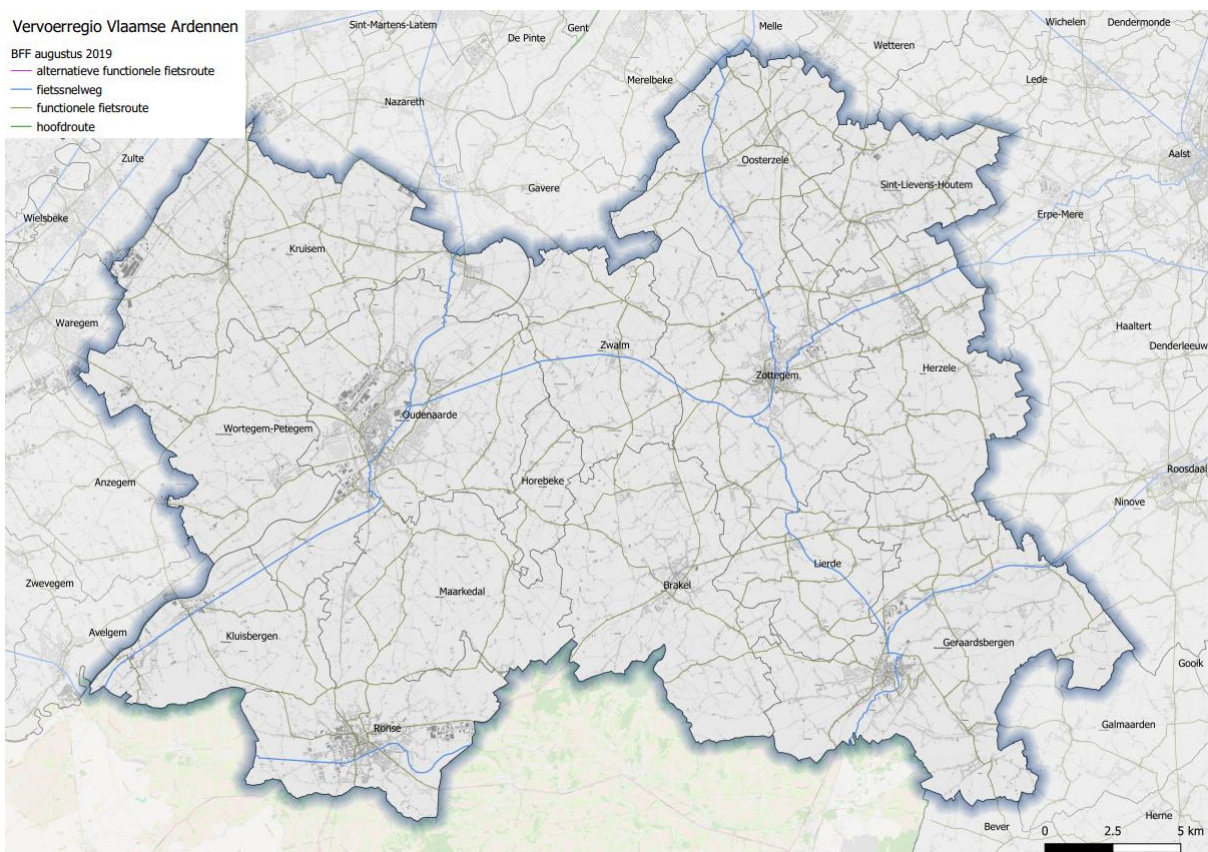 Vervoerregio Vlaamse Ardennen
BFF augustus 2019
alternatieve functionele fietsroute
fietssnelweg
functionele fietsroute
hoofdroute
Sint-Martens-Latem
De Pinte
Gent
Melle
Wichelen
Dendermonde
Wetteren
Lede
Merelbeke
Nazareth
Zulte
Oosterzele
Aalst
Gavere
Sint-Lievens-Houtem
Wielsbeke
Erpe-Mere
Kruisem
Waregem
Haaltert
Zwalm
Denderleeuw
Zottegem
Herzele
Oudenaarde
Wortegem-Petegem
Roosdaal
Anzegem
Horebeke
Ninove
Zwevegem
Brakel
Lierde
Maarkedal
Avelgem
Kluisbergen
Geraardsbergen
Gooik
Ronse
Galmaarden
Herne
Bever
0 2.5 5 km